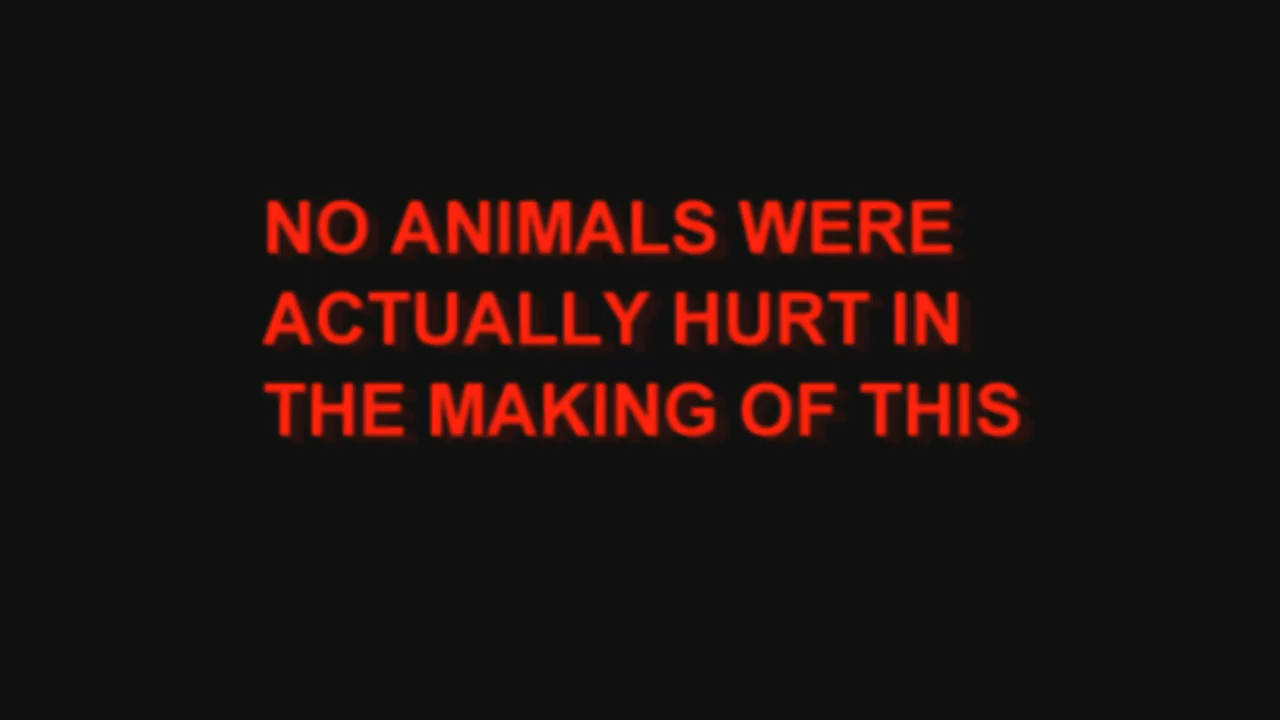 NO ANIMALS WERE
ACTUALLY HURT IN
THE MAKING OF THIS